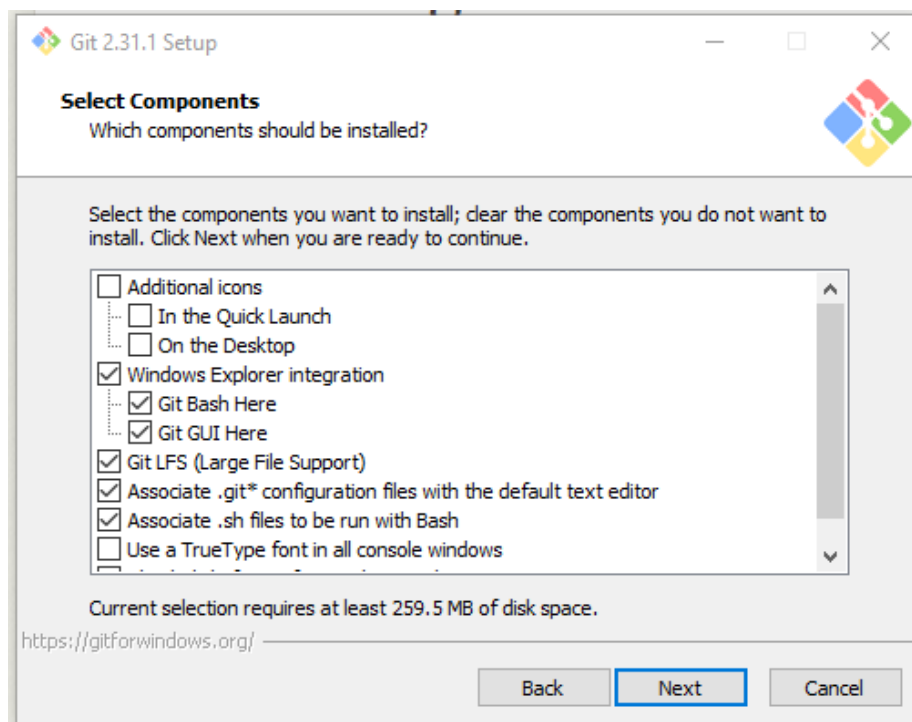 Git 2.31.1 Setup
Select Components
Which components should be installed?
Select the components you want to install; clear the components you do not want to
install. Click Next when you are ready to continue.
Additional icons
In the Quick Launch
On the Desktop
Windows Explorer integration
Git Bash Here
Git GUI Here
Git LFS (Large File Support)
Associate .git* configuration files with the default text editor
Associate .sh files to be run with Bash
Use a TrueType font in all console windows
Current selection requires at least 259.5 MB of disk space.
https://gitforwindows.org/
Back
Next
Cancel